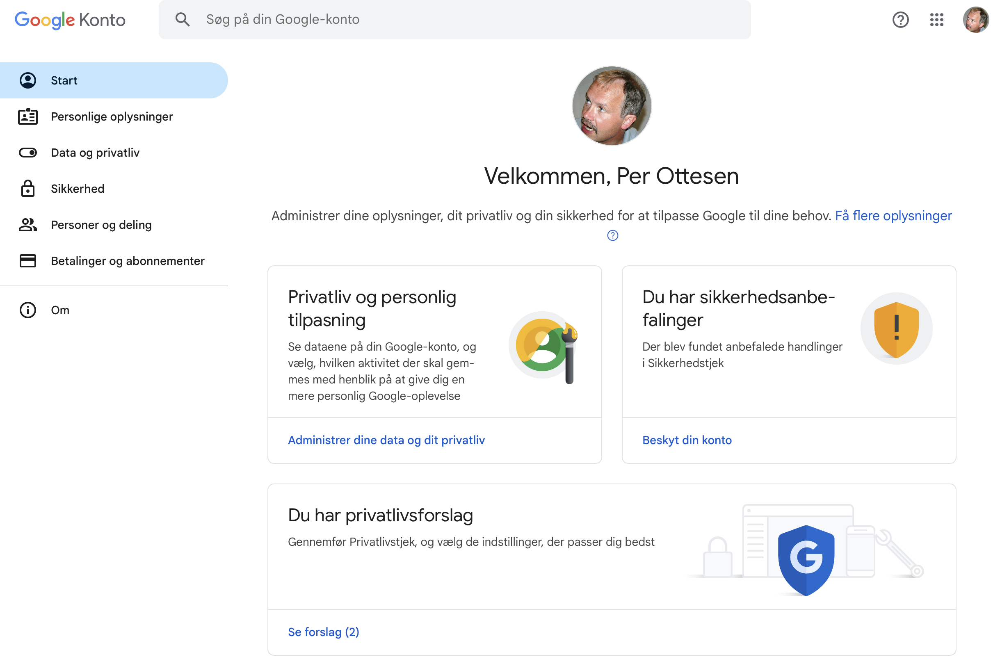 Google Konto
Søg på din Google-konto
Start
Personlige oplysninger
Data og privatliv
Sikkerhed
Personer og deling
Betalinger og abonnementer
Om
Velkommen, Per Ottesen
Administrer dine oplysninger, dit privatliv og din sikkerhed for at tilpasse Google til dine behov. Få flere oplysninger
Privatliv og personlig
tilpasning
Se dataene på din Google-konto, og
vælg, hvilken aktivitet der skal gem-
mes med henblik på at give dig en
mere personlig Google-oplevelse
Administrer dine data og dit privatliv
Du har sikkerhedsanbe-
falinger
Der blev fundet anbefalede handlinger
i Sikkerhedstjek
Beskyt din konto
Du har privatlivsforslag
Gennemfør Privatlivstjek, og vælg de indstillinger, der passer dig bedst
G
Se forslag (2)